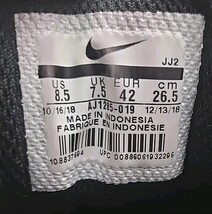 JJ2
US UK EUR cm
8.5 7.5 42 26.5
10/16/18 AJ1285-019 12/13/18
MADE IN INDONESIA
FABRIQUE EN INDONESIE
UPC 00886061932296